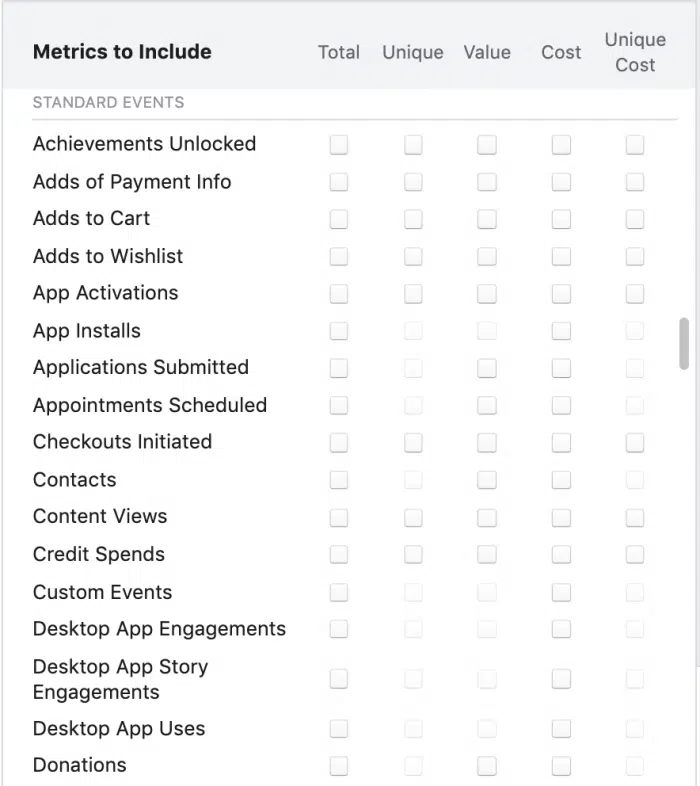 Metrics to Include Total Unique Value Cost Unique Cost
STANDARD EVENTS
Achievements Unlocked
Adds of Payment Info
Adds to Cart
Adds to Wishlist
App Activations
App Installs
Applications Submitted
Appointments Scheduled
Checkouts Initiated
Contacts
Content Views
Credit Spends
Custom Events
Desktop App Engagements
Desktop App Story
Engagements
Desktop App Uses
Donations